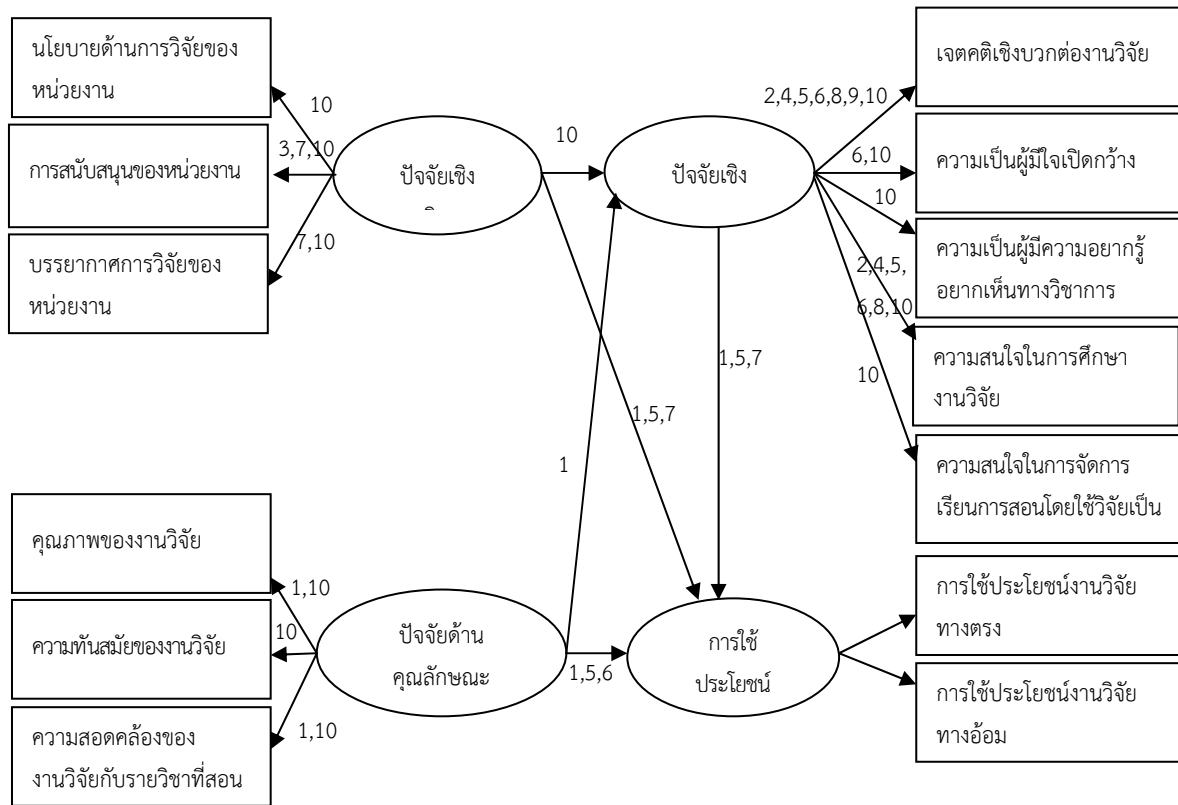 นโยบายด้านการวิจัยของ
หน่วยงาน
10
การสนับสนุนของหน่วยงาน
3,7,10
บรรยากาศการวิจัยของ
หน่วยงาน
7,10
ปัจจัยเชิง
10
ปัจจัยเชิง
2,4,5,6,8,9,10
เจตคติเชิงบวกต่องานวิจัย
6,10
ความเป็นผู้มีใจเปิดกว้าง
10
ความเป็นผู้มีความอยากรู้
อยากเห็นทางวิชาการ
2,4,5,
6,8,10
ความสนใจในการศึกษา
งานวิจัย
10
ความสนใจในการจัดการ
เรียนการสอนโดยใช้วิจัยเป็น
1,5,7
1,5,7
1
คุณภาพของงานวิจัย
1,10
ความทันสมัยของงานวิจัย
10
ความสอดคล้องของ
งานวิจัยกับรายวิชาที่สอน
1,10
ปัจจัยด้าน
คุณลักษณะ
1,5,6
การใช้
ประโยชน์
การใช้ประโยชน์งานวิจัย
ทางตรง
การใช้ประโยชน์งานวิจัย
ทางอ้อม